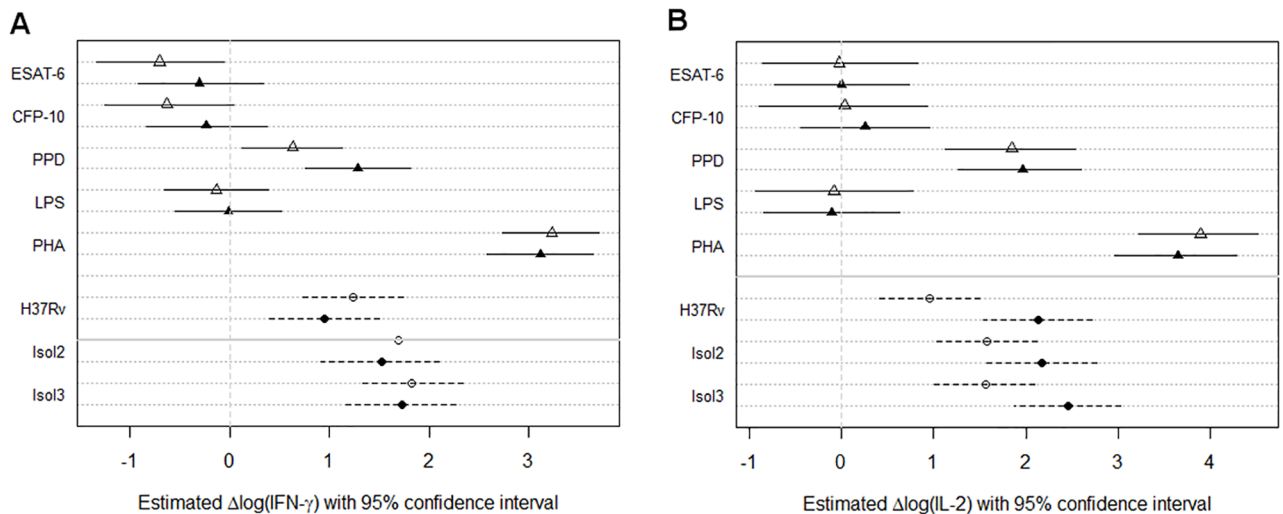 A
ESAT-6
CFP-10
PPD
LPS
PHA
H37Rv
Isol2
Isol3
-1 0 1 2 3
Estimated Δlog(IFN-γ) with 95% confidence interval
B
ESAT-6
CFP-10
PPD
LPS
PHA
H37Rv
Isol2
Isol3
-1 0 1 2 3 4
Estimated Δlog(IL-2) with 95% confidence interval